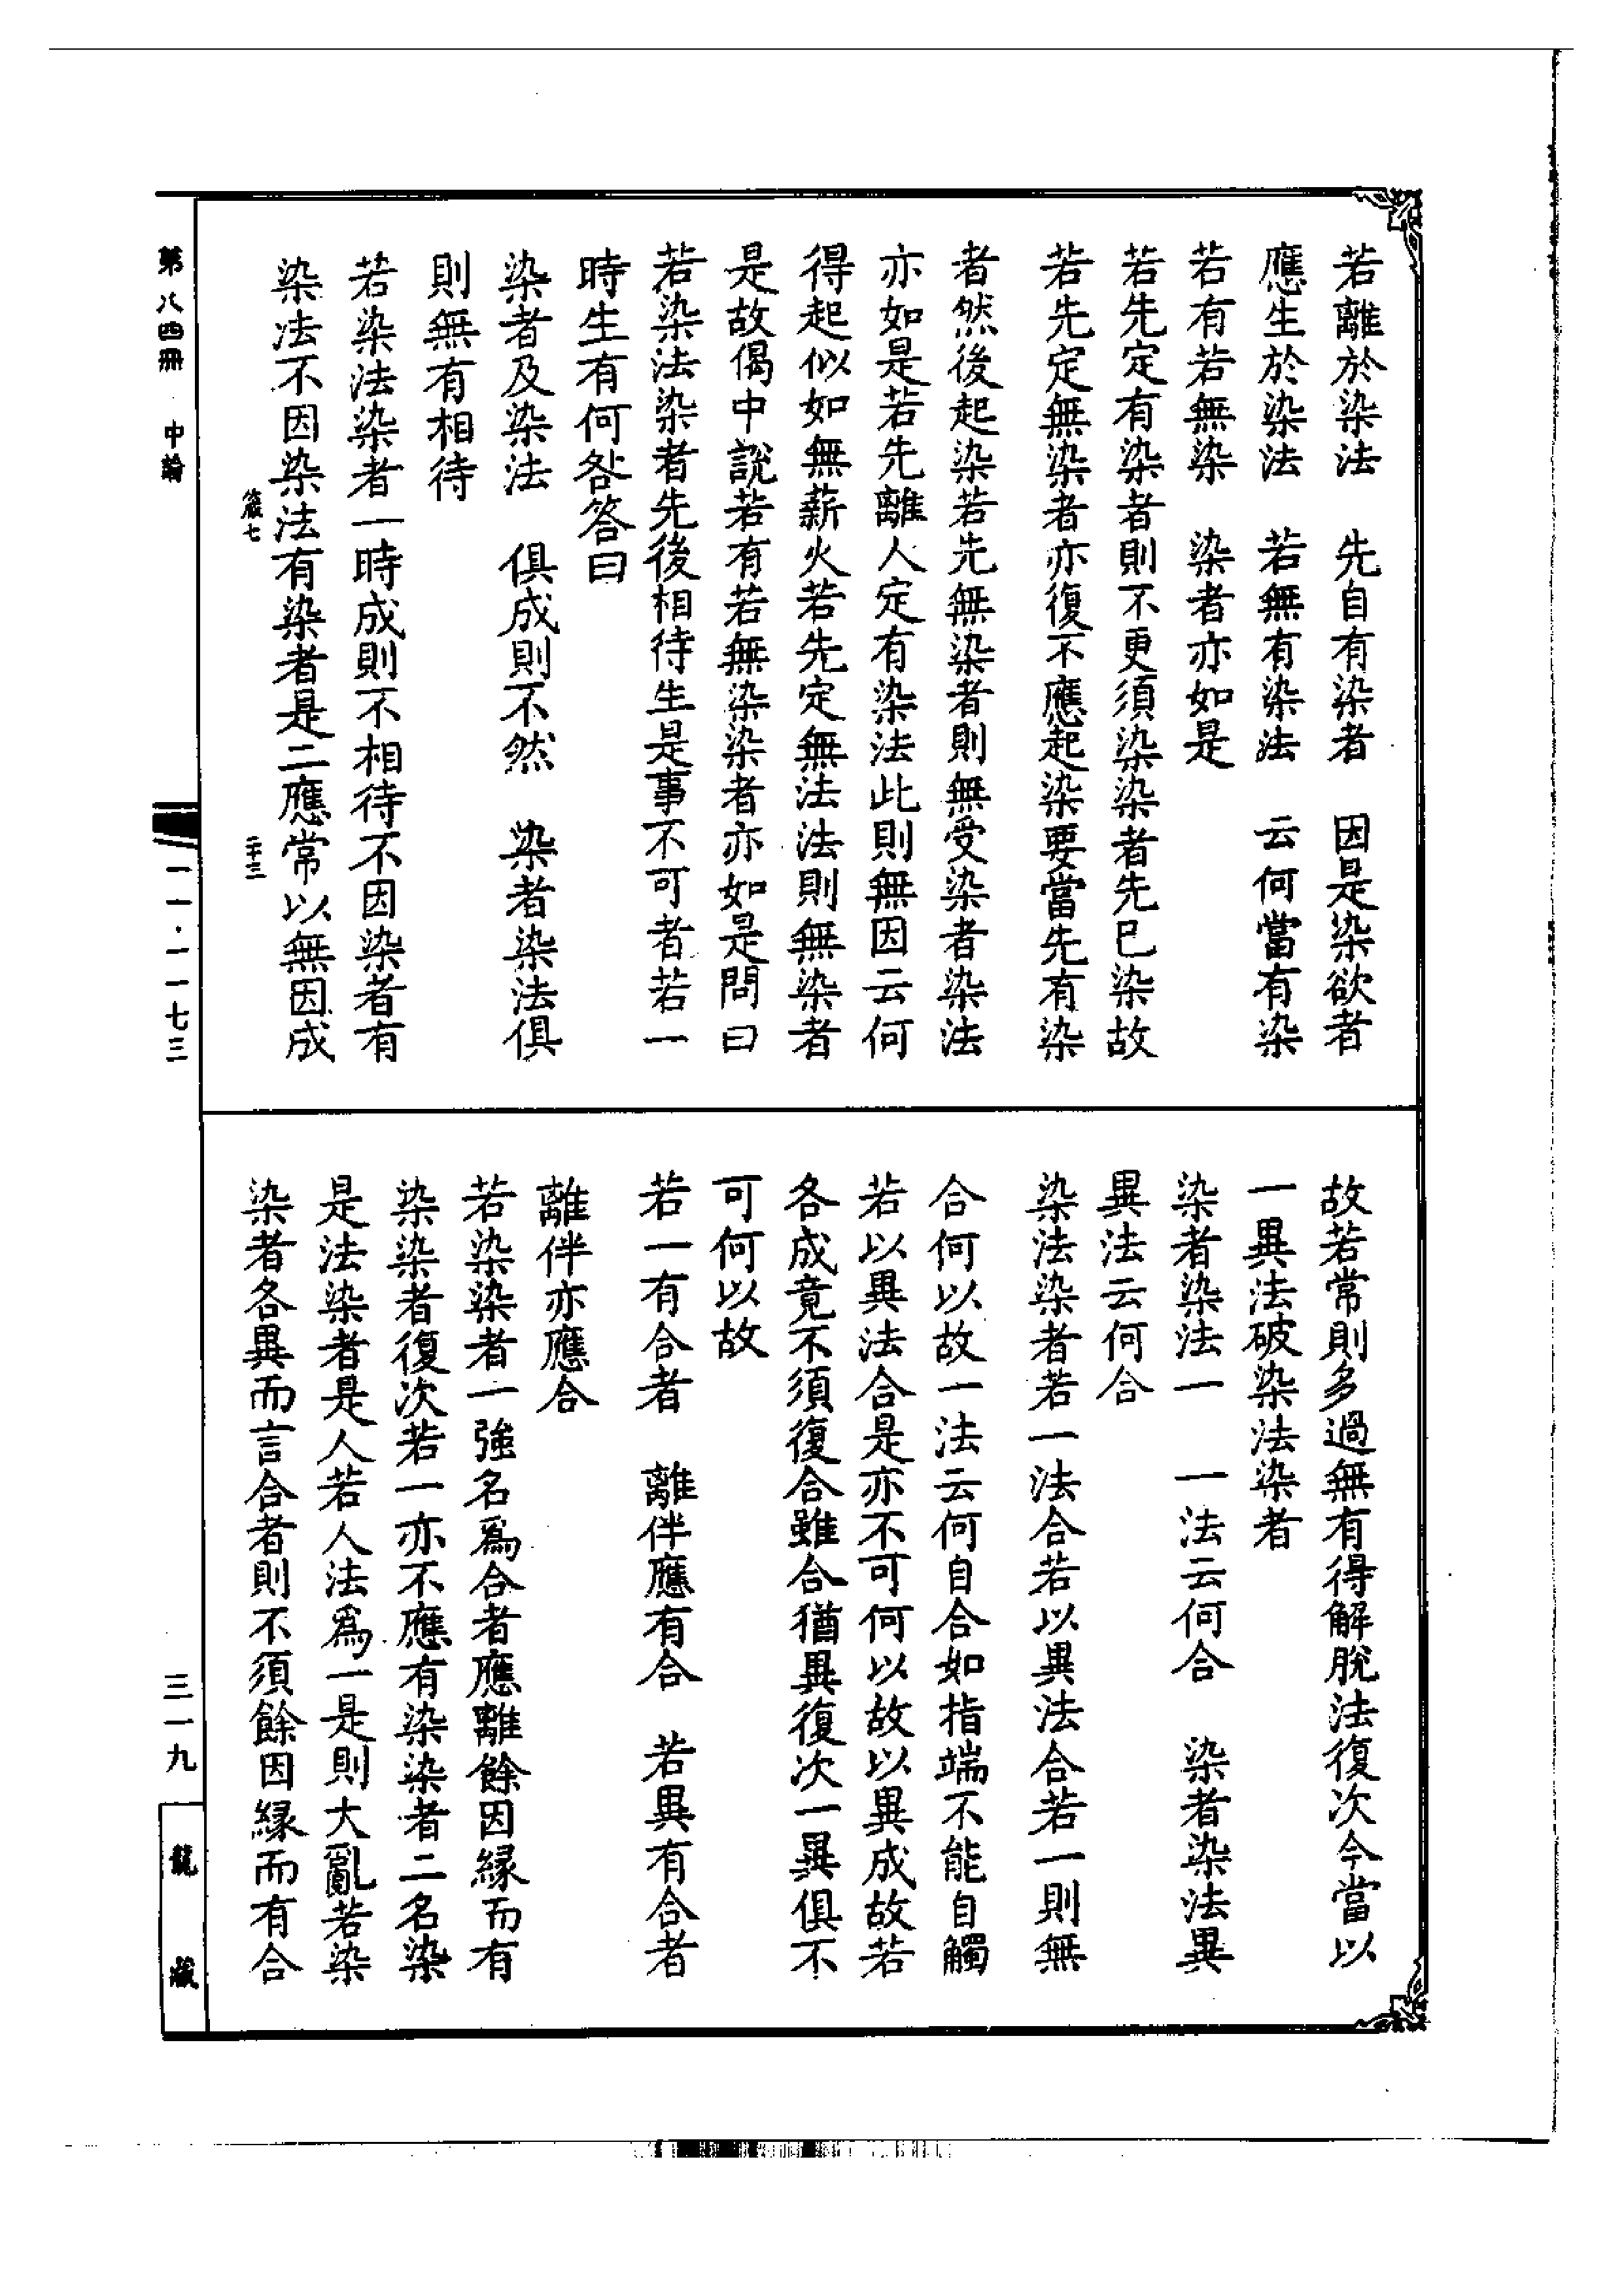 若離於染法　先自有染者　因是染欲者
應生於染法　若無有染法　云何當有染
若有若無染　染者亦如是
若先定有染者則不更須染染者先已染故
若先定無染者亦復不應起染要當先有染
者然後起染若先無染者則無受染者染法
亦如是若先離人定有染法此則無因云何
得起似如無薪火若先定無法法則無染者
是故偈中說若有若無染染者亦如是問曰
若染法染者先後相待生是事不可者若一
時生有何咎答曰
染者及染法　俱成則不然　染者染法俱
則無有相待
若染法染者一時成則不相待不因染者有
染法不因染法有染者是二應常以無因成
故若常則多過無有得解脫法復次今當以
一異法破染法染者
染者染法一　一法云何合　染者染法異
異法云何合
染法染者若一法合若以異法合若一則無
合何以故一法云何自合如指端不能自觸
若以異法合是亦不可何以故以異成故若
各成竟不須復合雖合猶異復次一異俱不
可何以故
若一有合者　離伴應有合　若異有合者
離伴亦應合
若染染者一強名爲合者應離餘因緣而有
染染者復次若一亦不應有染染者二名染
是法染者是人若人法爲一是則大亂若染
染者各異而言合者則不須餘因緣而有合
第八四冊　中論
一一·一一七三
三一九
龍藏
二十三